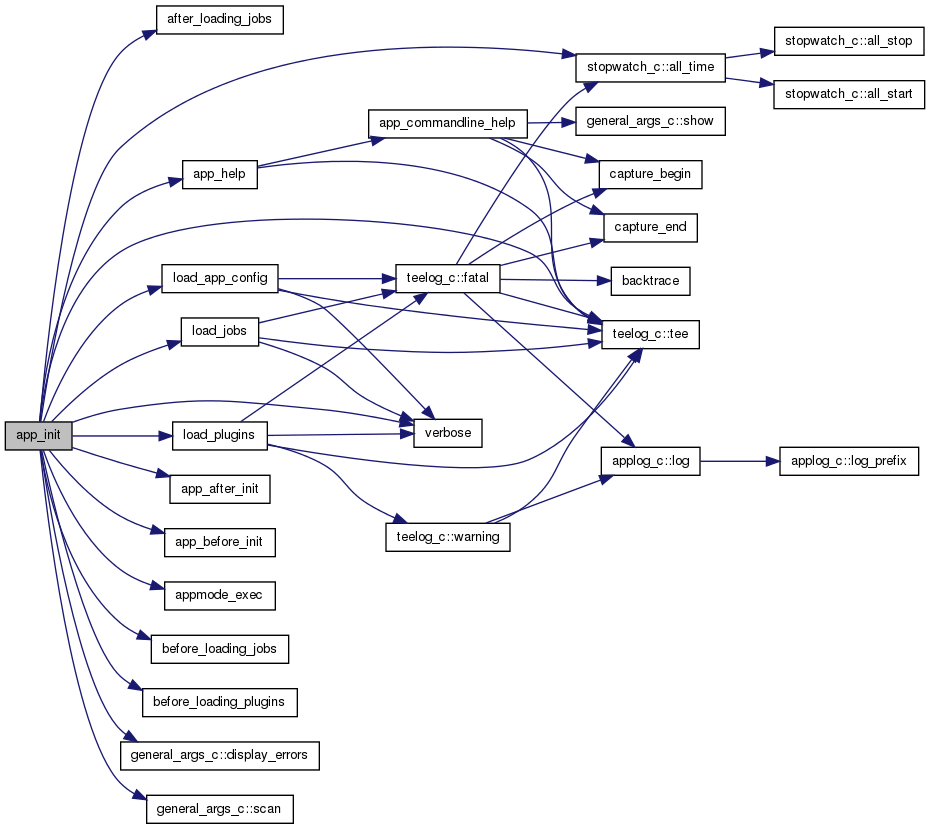 after_loading_jobs
stopwatch_c::all_stop
stopwatch_c::all_time
stopwatch_c::all_start
app_commandline_help
general_args_c::show
app_help
capture_begin
capture_end
load_app_config
teelog_c::fatal
backtrace
load_jobs
teelog_c::tee
app_init
load_plugins
verbose
applog_c::log
applog_c::log_prefix
app_after_init
teelog_c::warning
app_before_init
appmode_exec
before_loading_jobs
before_loading_plugins
general_args_c::display_errors
general_args_c::scan